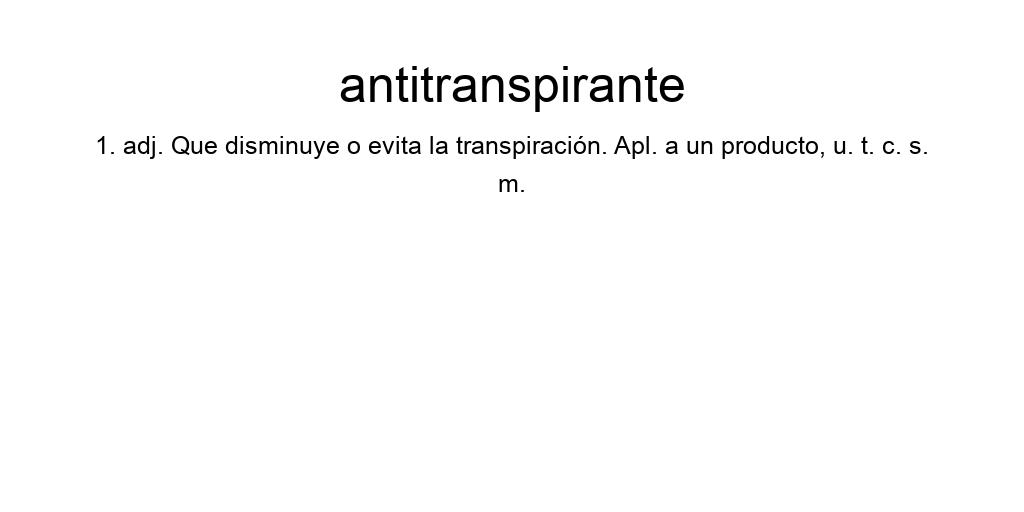 antitranspirante
1. adj. Que disminuye o evita la transpiración. Apl. a un producto, u. t. c. s.
m.